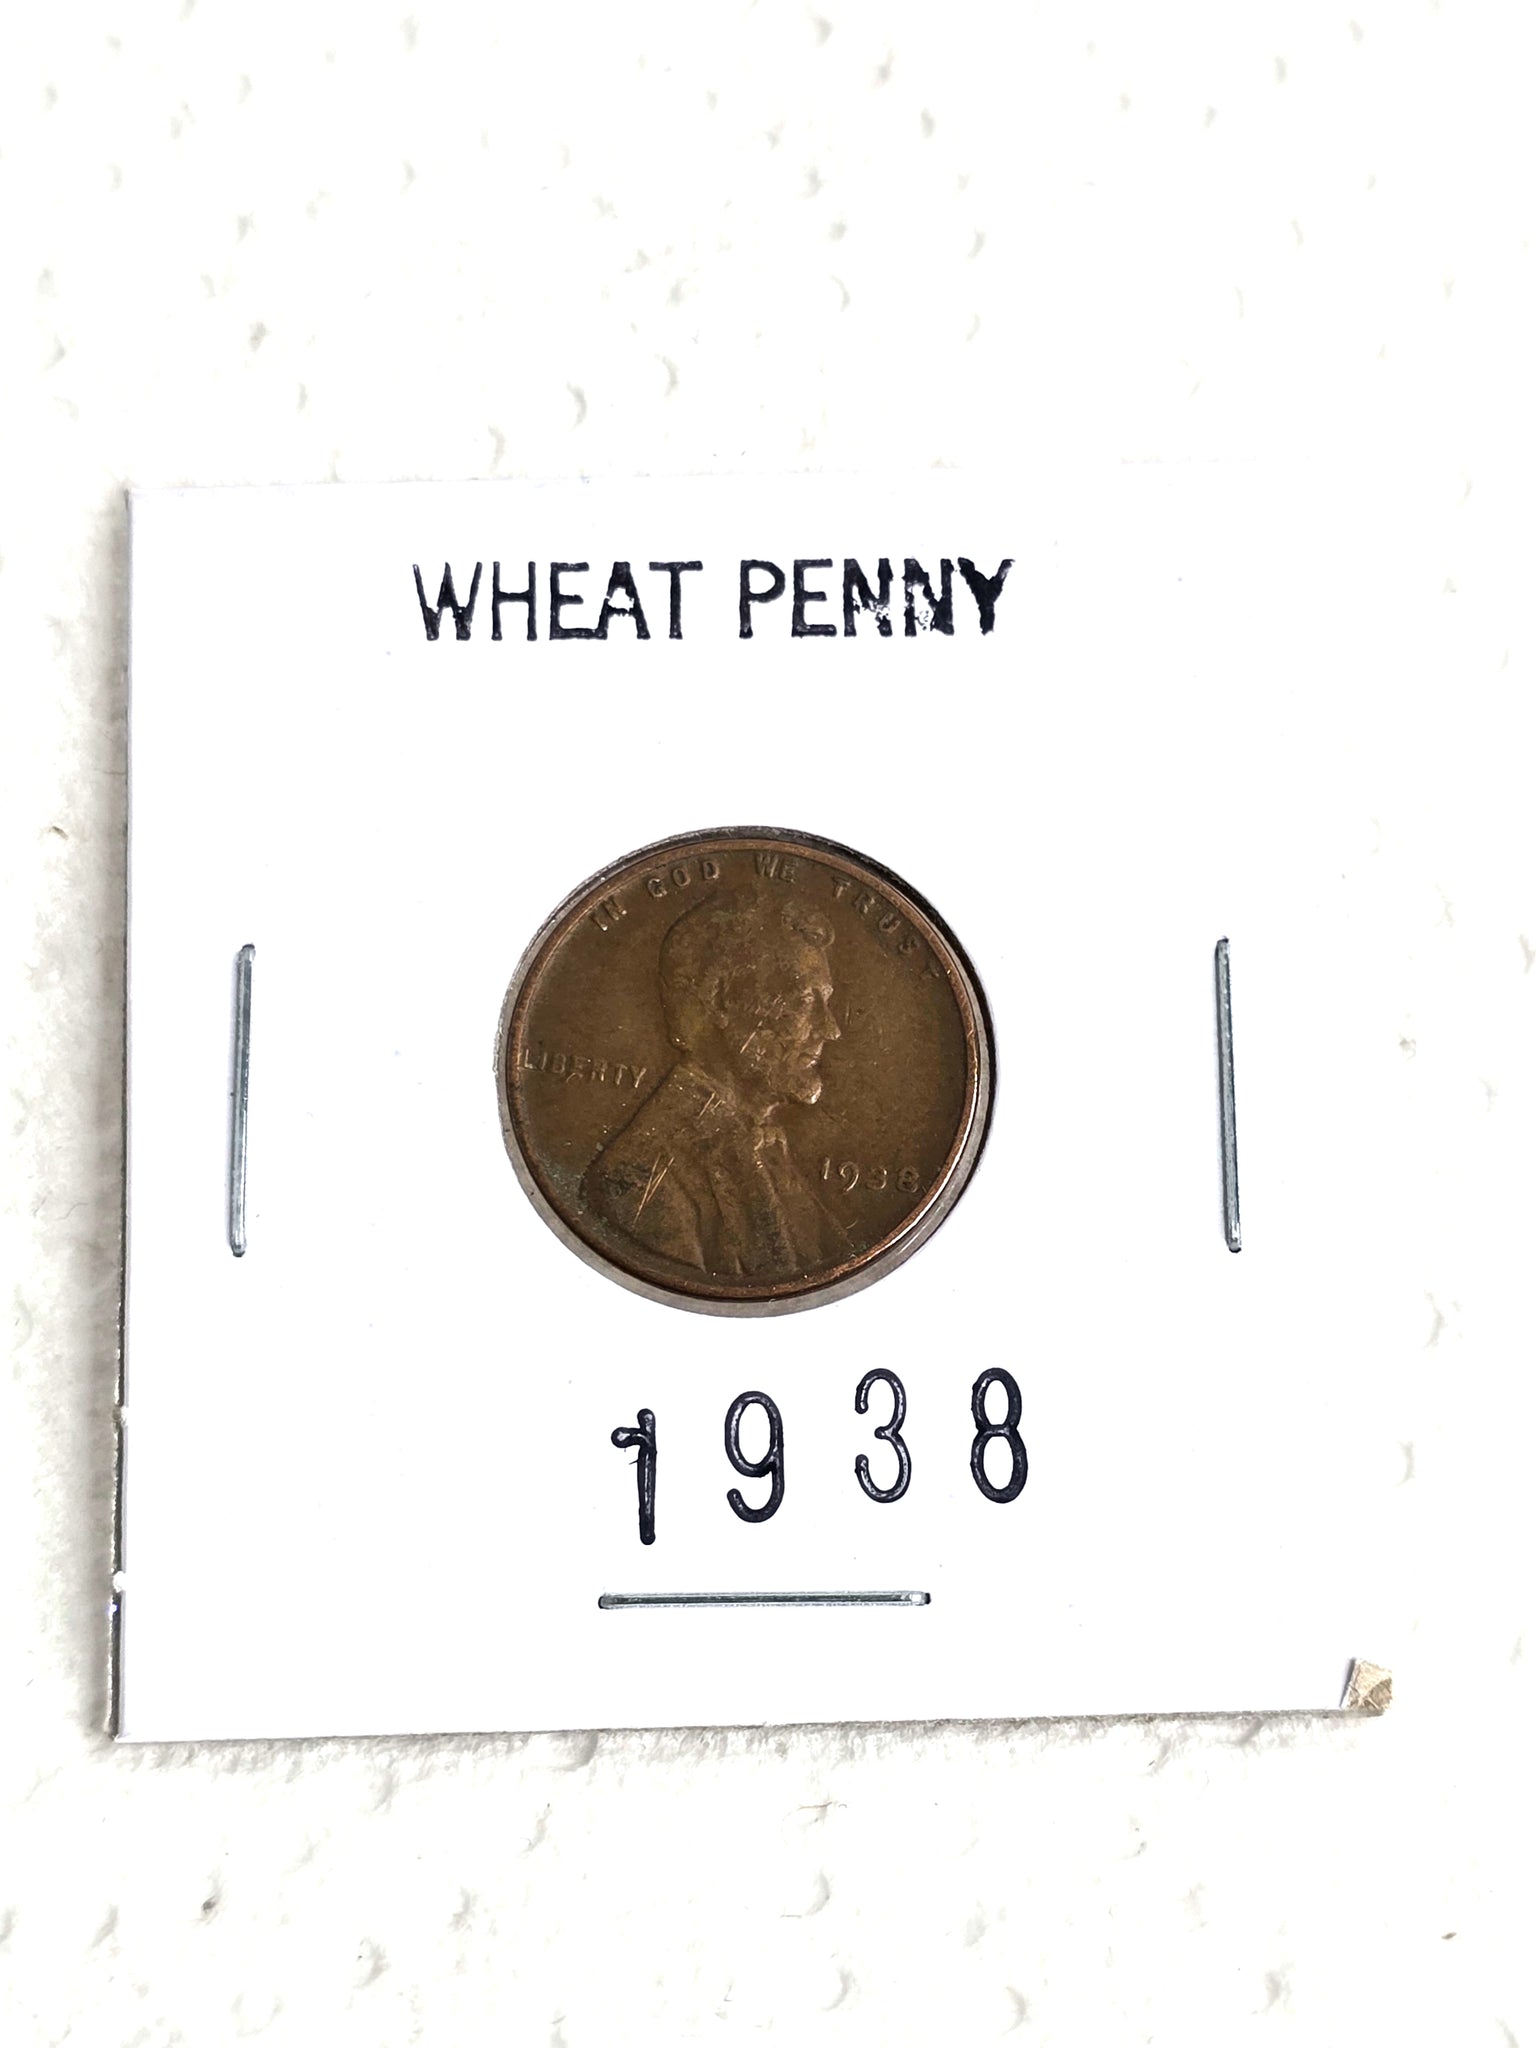 WHEAT PENNY
IN GOD WE TRUST
LIBERTY
1938
1938